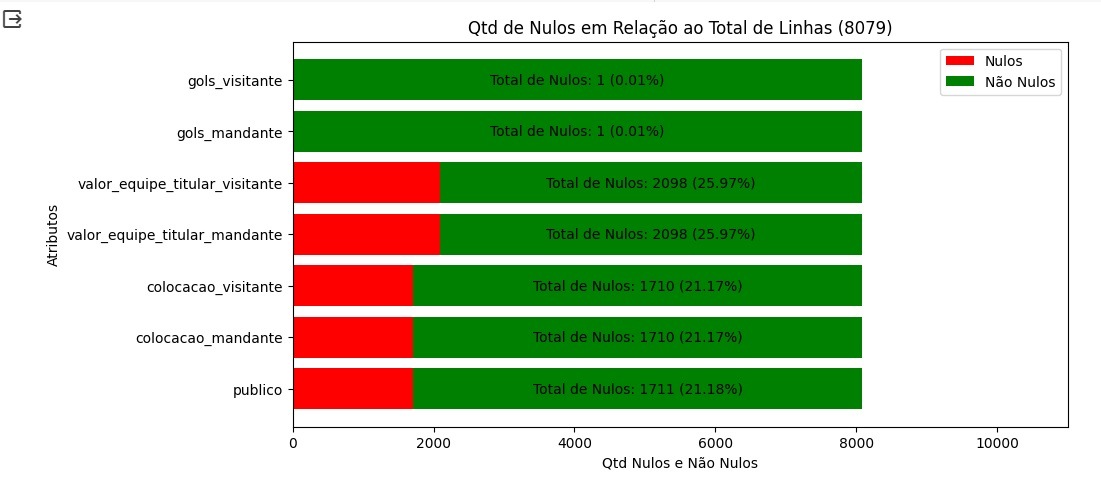 Qtd de Nulos em Relação ao Total de Linhas (8079)
Nulos
Não Nulos
gols_visitante
Total de Nulos: 1 (0.01%)
gols_mandante
Total de Nulos: 1 (0.01%)
valor_equipe_titular_visitante
Total de Nulos: 2098 (25.97%)
valor_equipe_titular_mandante
Total de Nulos: 2098 (25.97%)
colocacao_visitante
Total de Nulos: 1710 (21.17%)
colocacao_mandante
Total de Nulos: 1710 (21.17%)
publico
Total de Nulos: 1711 (21.18%)
Atributos
0 2000 4000 6000 8000 10000
Qtd Nulos e Não Nulos